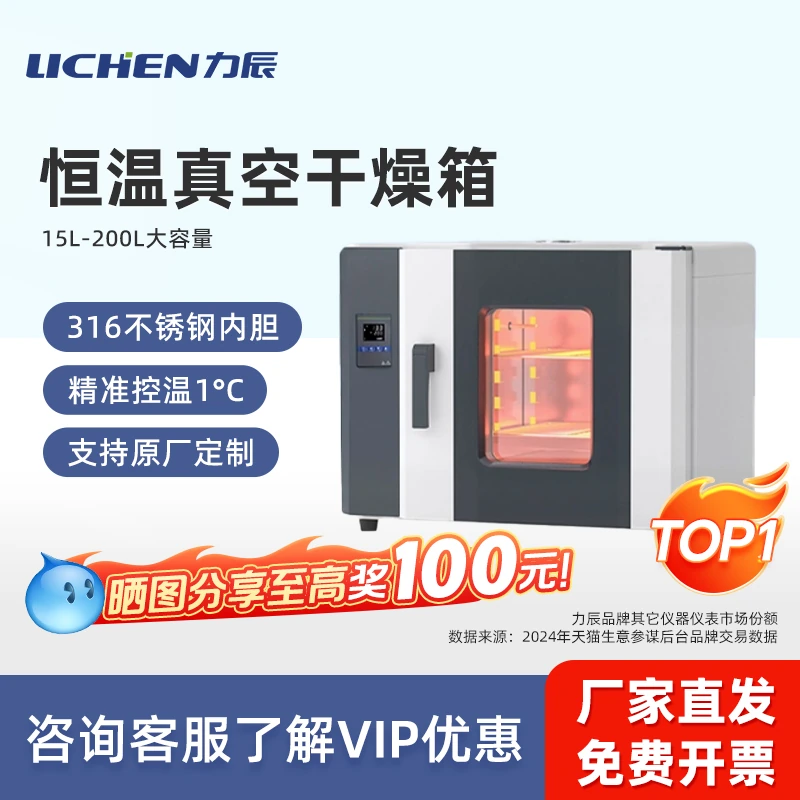 LICHEN力辰
恒温真空干燥箱
15L-200L大容量
316不锈钢内胆
精准控温1°C
支持原厂定制
TOP1
晒图分享至高奖100元!
力辰品牌其它仪器仪表市场份额
数据来源：2024年天猫生意参谋后台品牌交易数据
咨询客服了解VIP优惠
厂家直发
免费开票